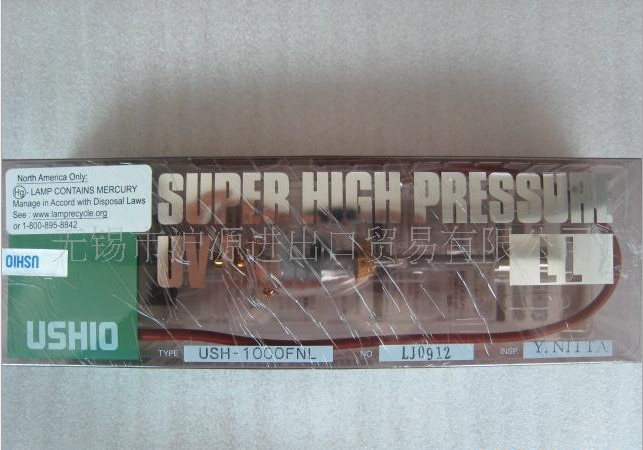 North America Only:
Hg - LAMP CONTAINS MERCURY
Manage in Accord with Disposal Laws
See : www.lamprecycle.org
or 1-800-895-8842
SUPER HIGH PRESSURE
UV
无锡市广源进出口贸易有限公司
USHIO
USHIO
TYPE USH-1000FNL NO. LJ0912 INSP. Y.NITTA